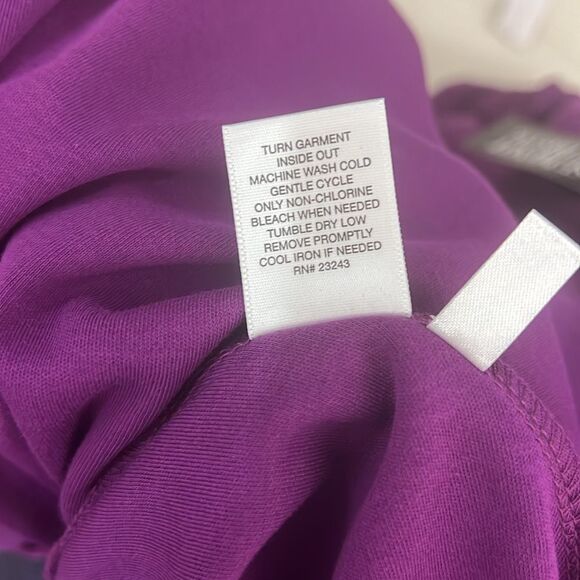 TURN GARMENT
INSIDE OUT
MACHINE WASH COLD
GENTLE CYCLE
ONLY NON-CHLORINE
BLEACH WHEN NEEDED
TUMBLE DRY LOW
REMOVE PROMPTLY
COOL IRON IF NEEDED
RN# 23243